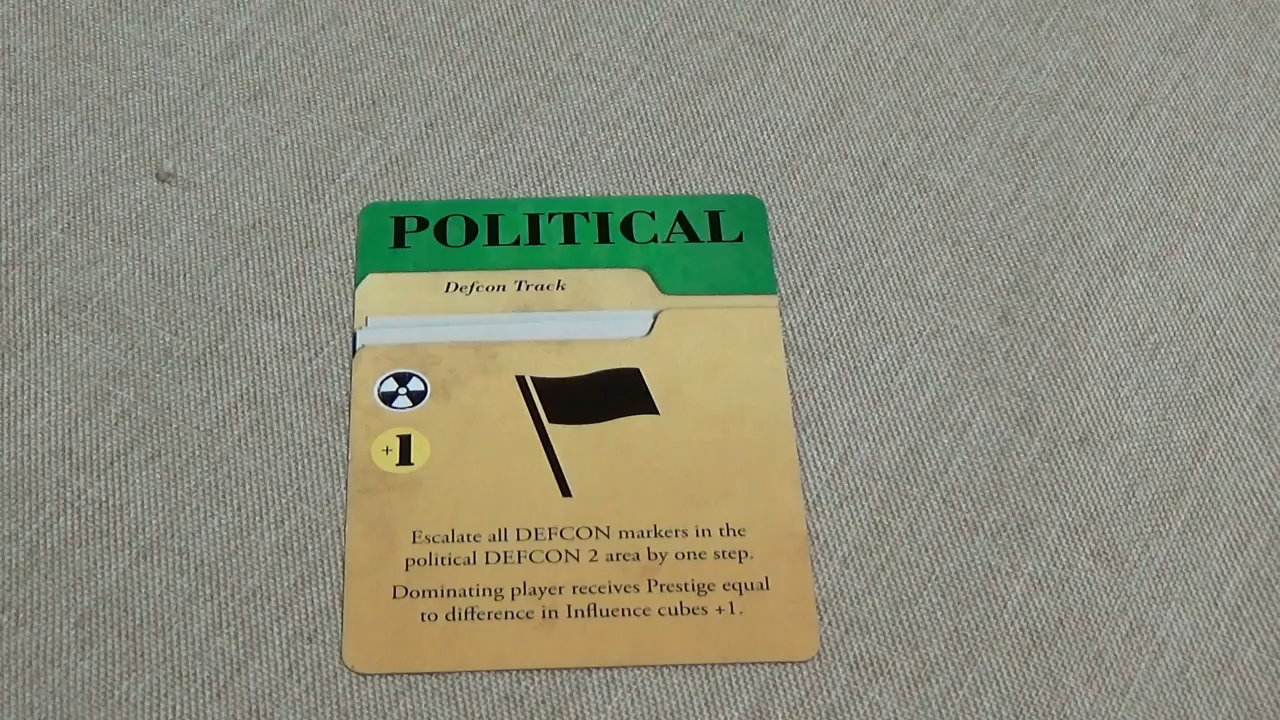 POLITICAL
Defcon Track
+1
Escalate all DEFCON markers in the
political DEFCON 2 area by one step.
Dominating player receives Prestige equal
to difference in Influence cubes +1.